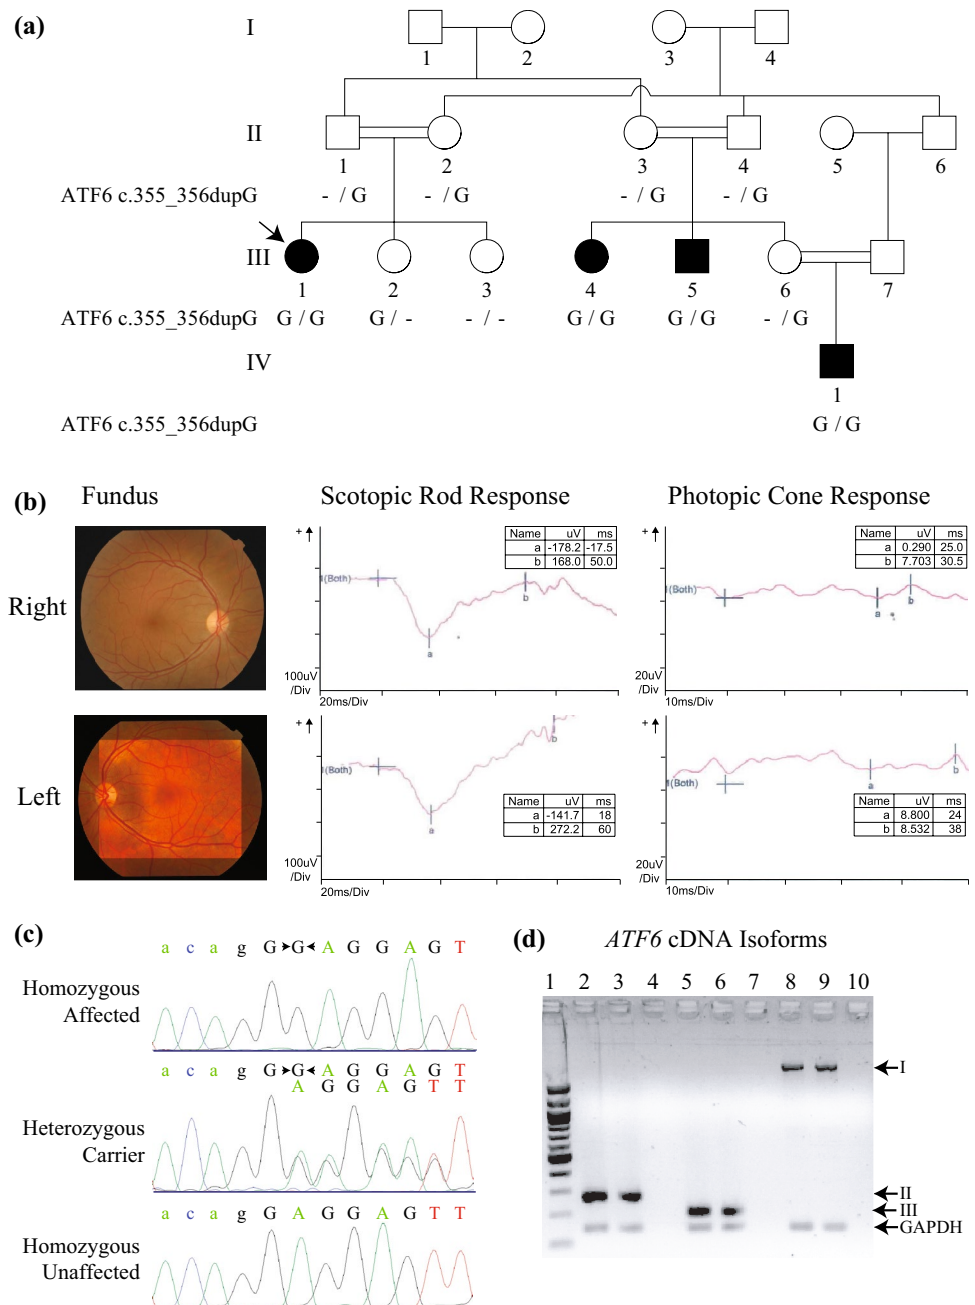 (a)
I
1 2 3 4
II
1 2 3 4 5 6
ATF6 c.355_356dupG - / G - / G - / G - / G
III
1 2 3 4 5 6 7
ATF6 c.355_356dupG G / G G / - - / - G / G G / G - / G
IV
1
ATF6 c.355_356dupG G / G
(b)
Fundus Scotopic Rod Response Photopic Cone Response
Right
+
Name uV ms
a -178.2 -17.5
b 168.0 50.0
(Both)
a
b
100uV
/Div
20ms/Div
+
Name uV ms
a 0.290 25.0
b 7.703 30.5
(Both)
a
b
20uV
/Div
10ms/Div
Left
+
(Both)
a
b
Name uV ms
a -141.7 18
b 272.2 60
100uV
/Div
20ms/Div
+
(Both)
a
b
Name uV ms
a 8.800 24
b 8.532 38
20uV
/Div
10ms/Div
(c)
a c a g G G A G G A G T
Homozygous
Affected
a c a g G G A G G A G T
A G G A G T T
Heterozygous
Carrier
a c a g G A G G A G T T
Homozygous
Unaffected
(d)
ATF6 cDNA Isoforms
1 2 3 4 5 6 7 8 9 10
I
II
III
GAPDH